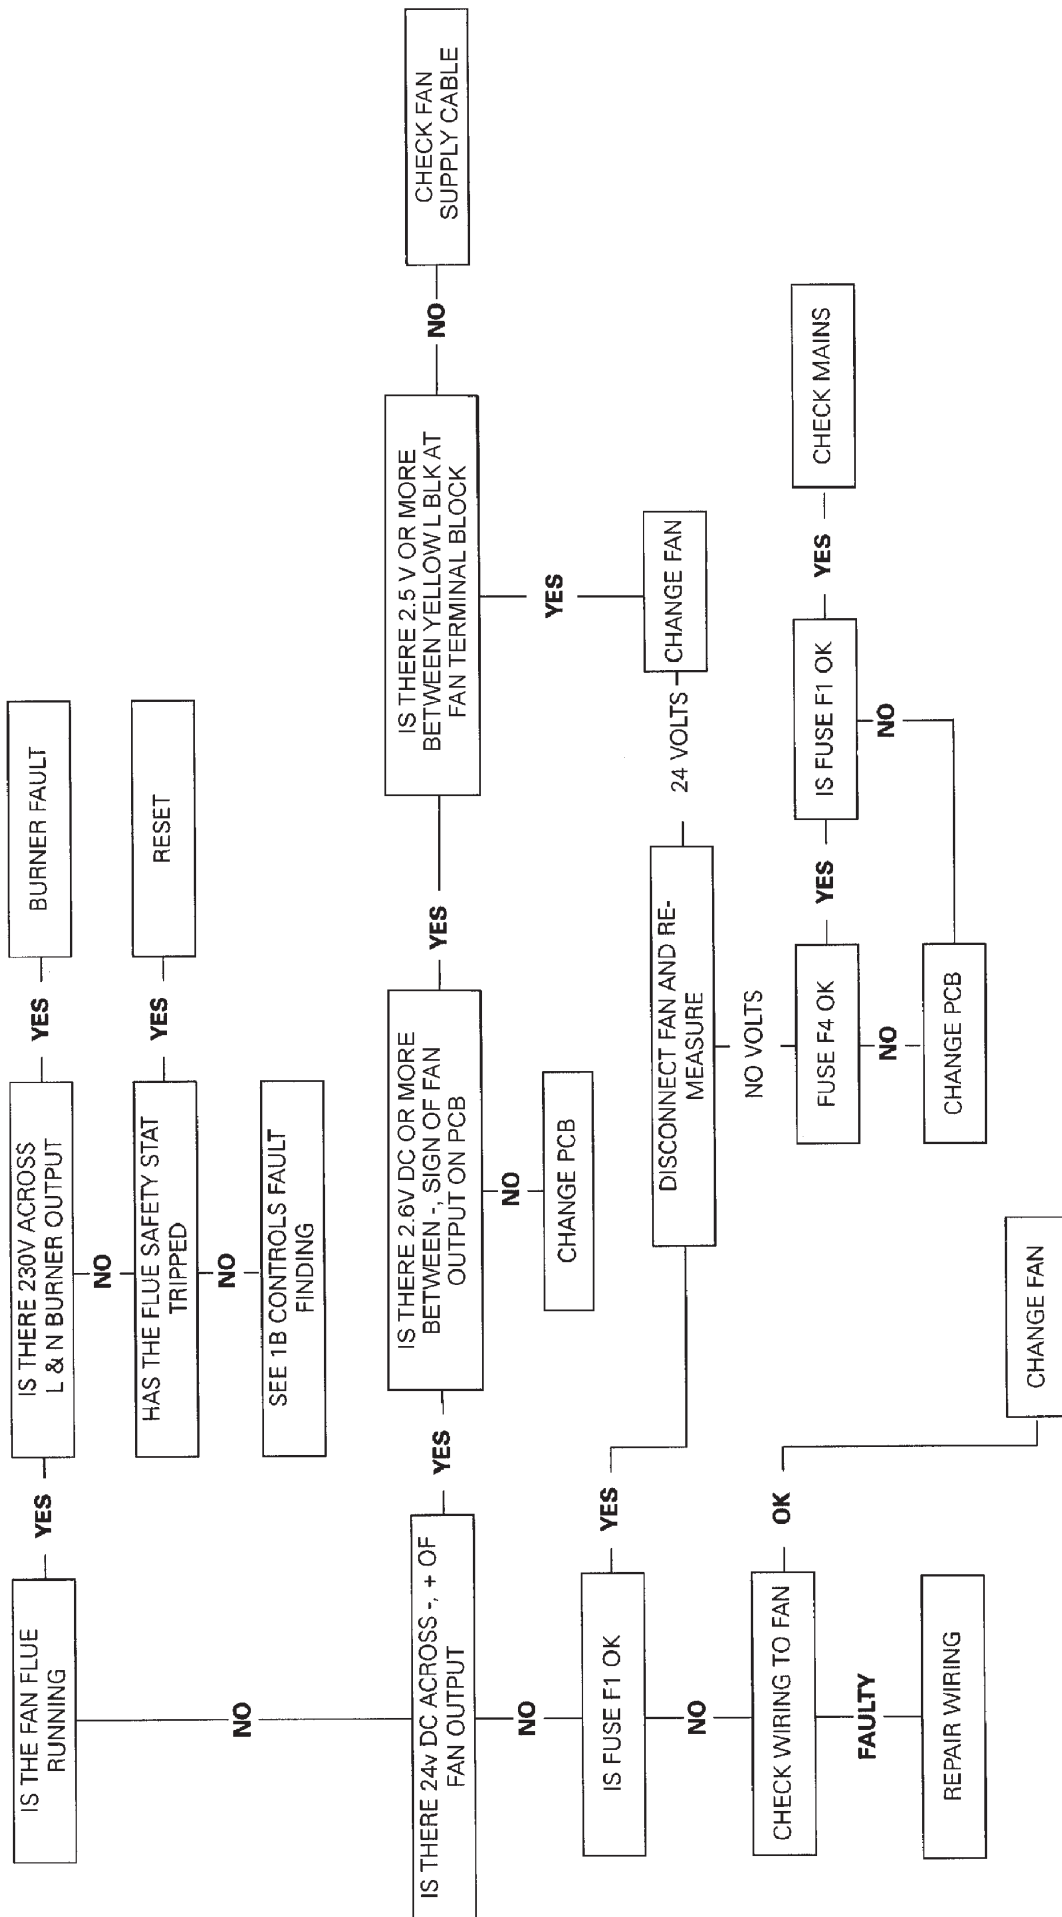 IS THE FAN FLUE
RUNNING
YES
IS THERE 230V ACROSS
L & N BURNER OUTPUT
YES
BURNER FAULT
NO
HAS THE FLUE SAFETY STAT
TRIPPED
YES
RESET
NO
SEE 1B CONTROLS FAULT
FINDING
NO
IS THERE 24v DC ACROSS -, + OF
FAN OUTPUT
YES
IS THERE 2.6V DC OR MORE
BETWEEN -, SIGN OF FAN
OUTPUT ON PCB
YES
IS THERE 2.5 V OR MORE
BETWEEN YELLOW L BLK AT
FAN TERMINAL BLOCK
NO
CHECK FAN
SUPPLY CABLE
NO
CHANGE PCB
YES
CHANGE FAN
NO
IS FUSE F1 OK
YES
DISCONNECT FAN AND RE-
MEASURE
24 VOLTS
NO VOLTS
FUSE F4 OK
YES
IS FUSE F1 OK
YES
CHECK MAINS
NO
NO
CHANGE PCB
NO
CHECK WIRING TO FAN
OK
CHANGE FAN
FAULTY
REPAIR WIRING